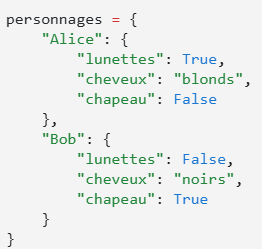 personnages = {
    "Alice": {
        "lunettes": True,
        "cheveux": "blonds",
        "chapeau": False
    },
    "Bob": {
        "lunettes": False,
        "cheveux": "noirs",
        "chapeau": True
    }
}